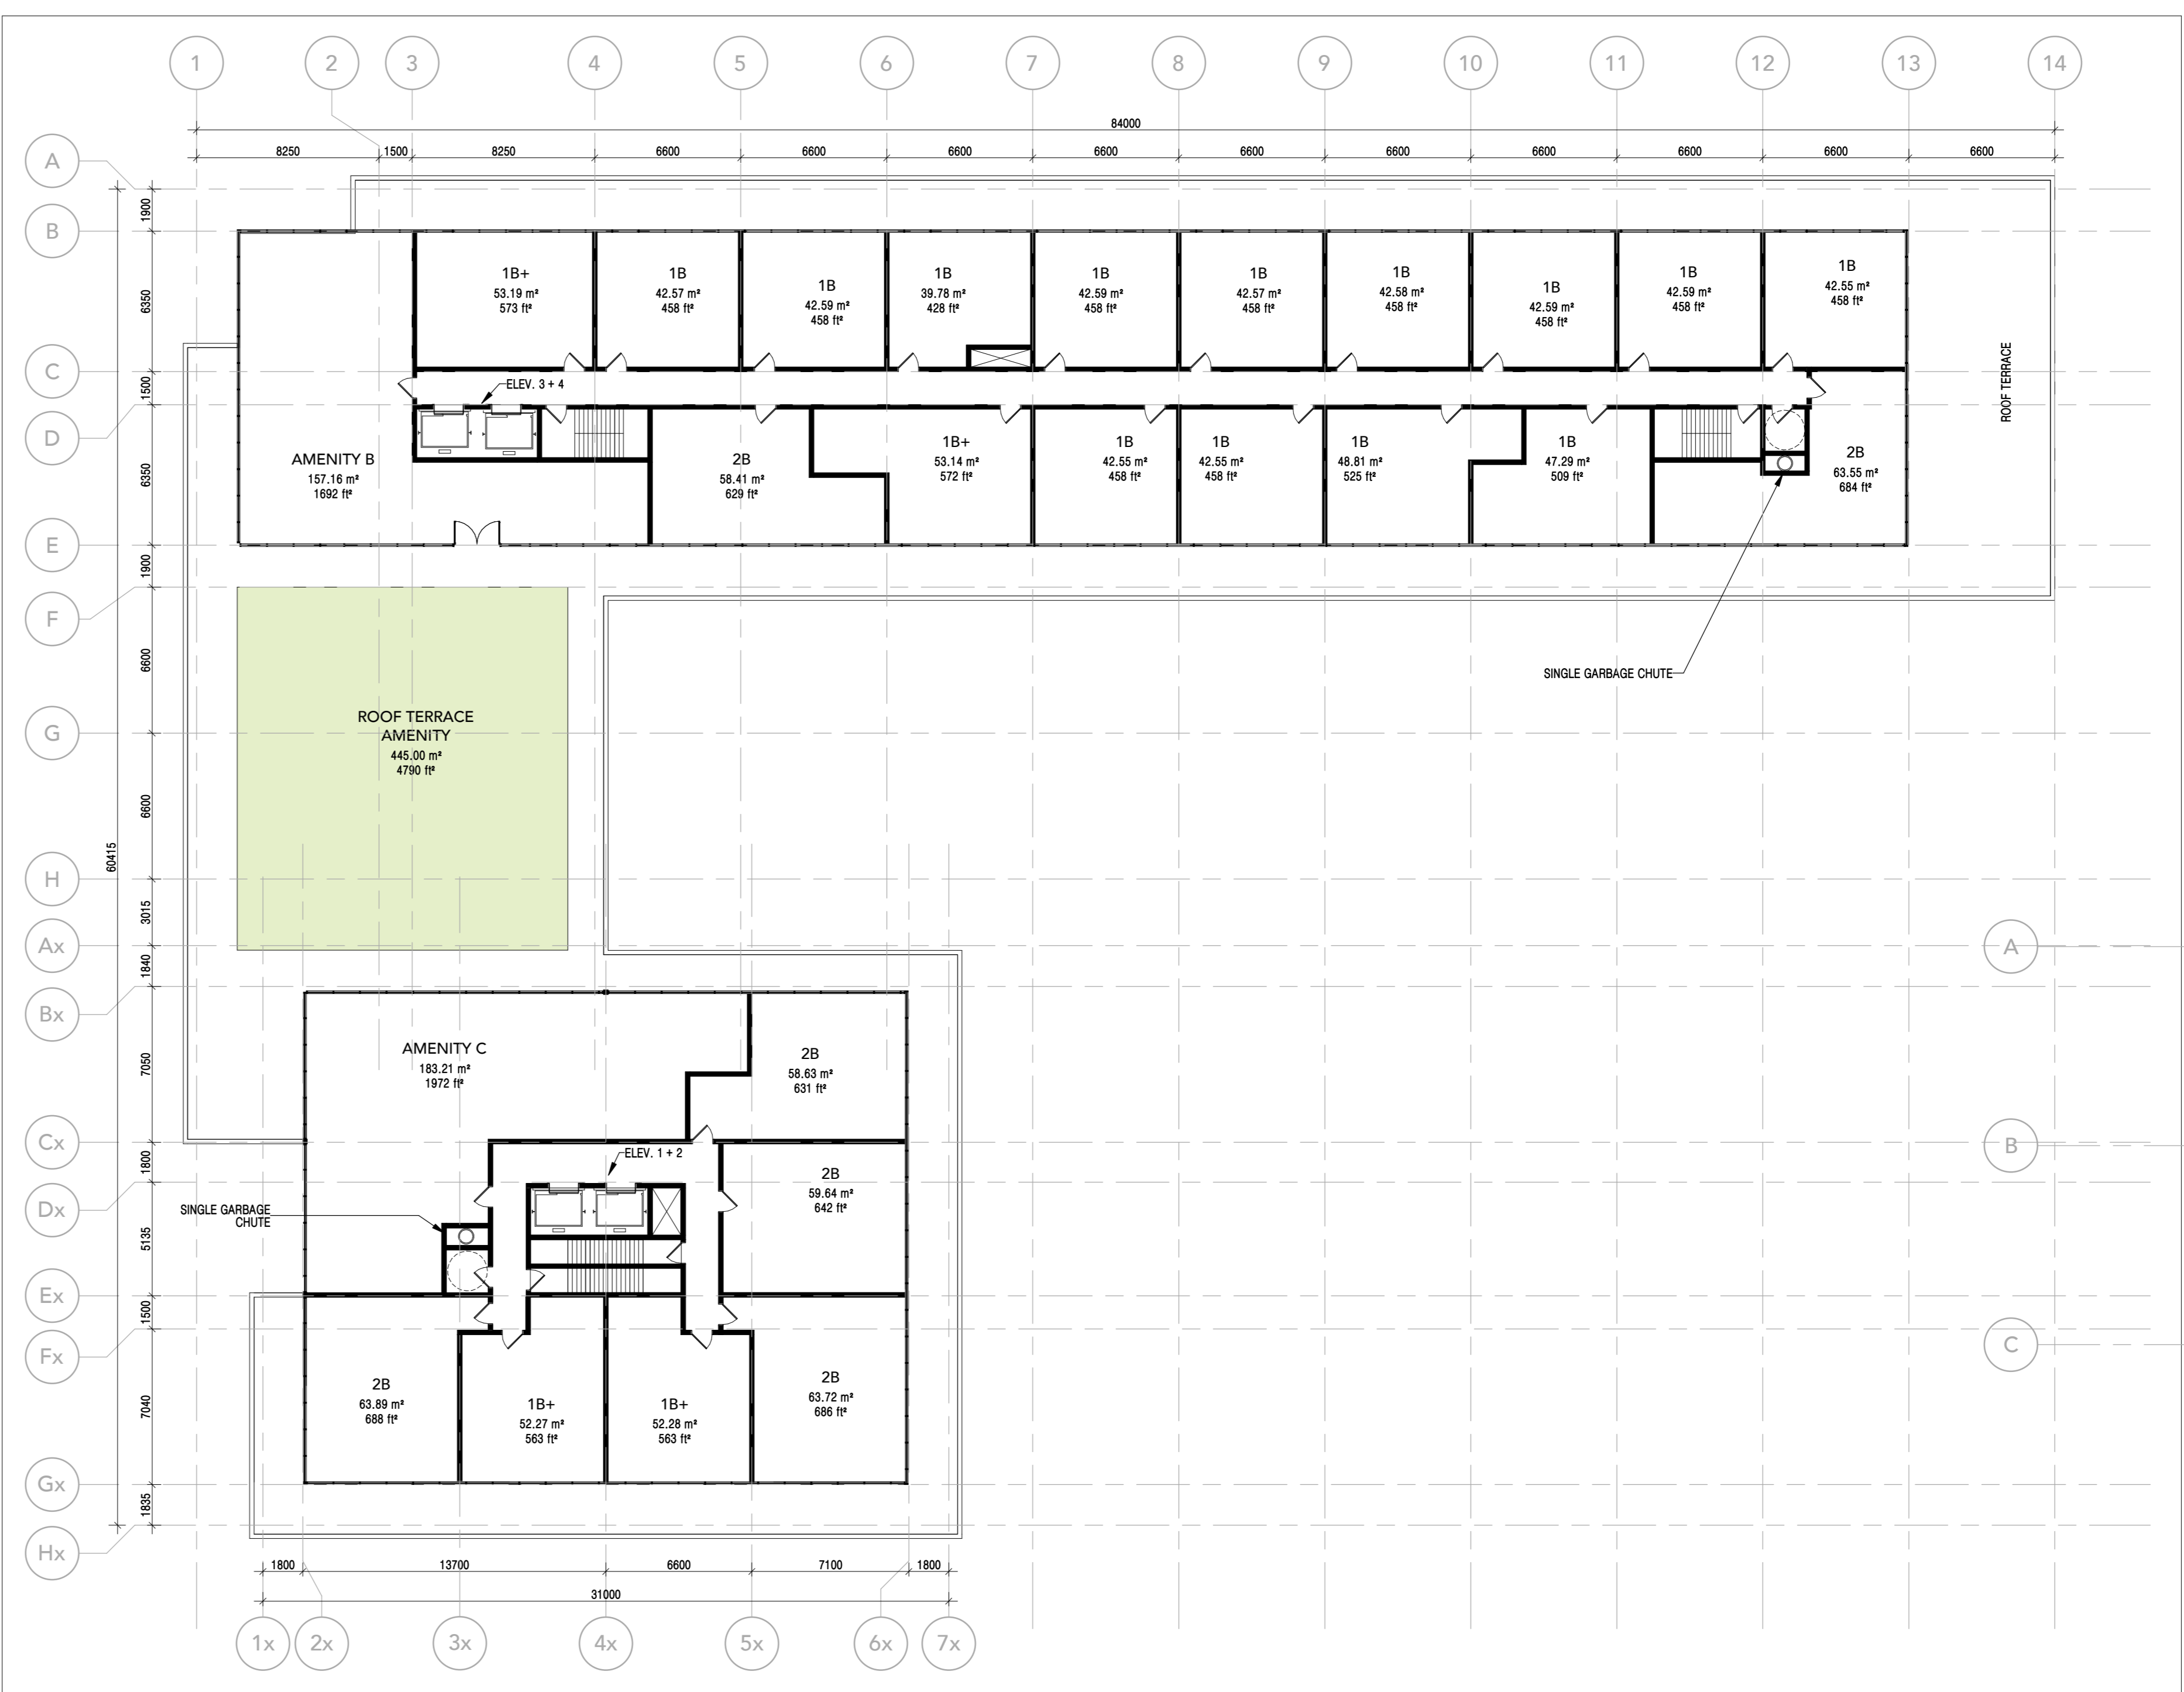 1 2 3 4 5 6 7 8 9 10 11 12 13 14
84000
8250 1500 8250 6600 6600 6600 6600 6600 6600 6600 6600 6600 6600
A
1900
B
6350
C
1500
D
6350
E
1900
F
6600
G
6600
60415
H
3015
Ax
1840
Bx
7050
Cx
1800
Dx
5135
Ex
1500
Fx
7040
Gx
1835
Hx
1B+
53.19 m²
573 ft²
1B
42.57 m²
458 ft²
1B
42.59 m²
458 ft²
1B
39.78 m²
428 ft²
1B
42.59 m²
458 ft²
1B
42.57 m²
458 ft²
1B
42.58 m²
458 ft²
1B
42.59 m²
458 ft²
1B
42.59 m²
458 ft²
1B
42.55 m²
458 ft²
ROOF TERRACE
ELEV. 3 + 4
AMENITY B
157.16 m²
1692 ft²
2B
58.41 m²
629 ft²
1B+
53.14 m²
572 ft²
1B
42.55 m²
458 ft²
1B
42.55 m²
458 ft²
1B
48.81 m²
525 ft²
1B
47.29 m²
509 ft²
2B
63.55 m²
684 ft²
SINGLE GARBAGE CHUTE
ROOF TERRACE
AMENITY
445.00 m²
4790 ft²
A
B
C
AMENITY C
183.21 m²
1972 ft²
2B
58.63 m²
631 ft²
ELEV. 1 + 2
2B
59.64 m²
642 ft²
SINGLE GARBAGE
CHUTE
2B
63.89 m²
688 ft²
1B+
52.27 m²
563 ft²
1B+
52.28 m²
563 ft²
2B
63.72 m²
686 ft²
1800 13700 6600 7100 1800
31000
1x 2x 3x 4x 5x 6x 7x